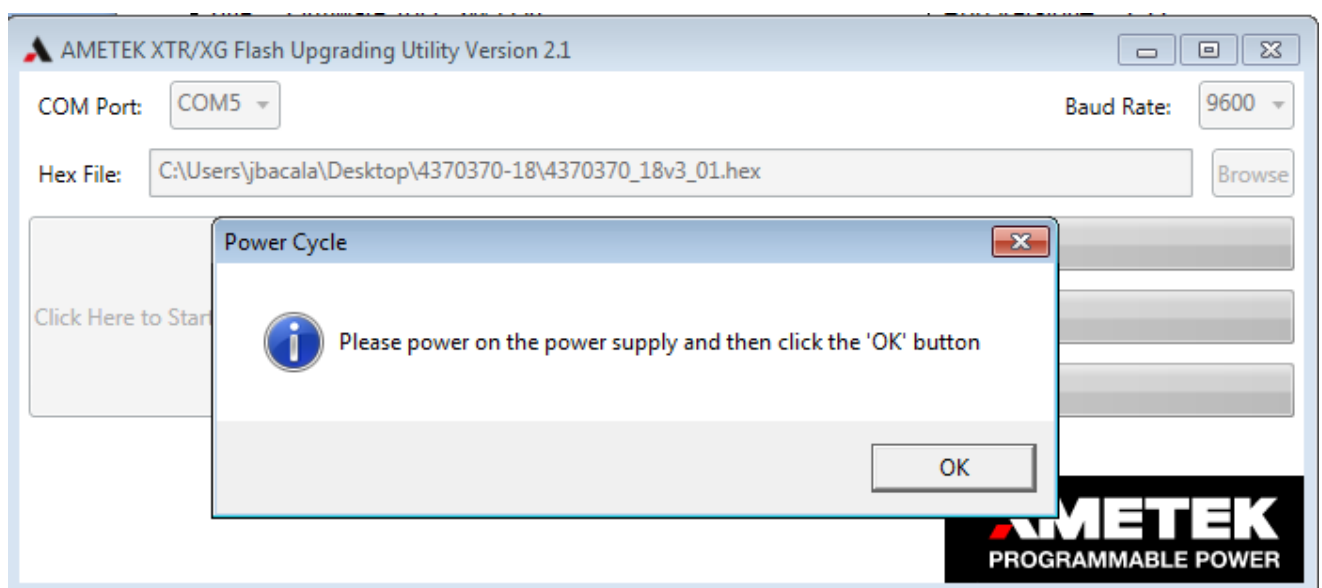 AMETEK XTR/XG Flash Upgrading Utility Version 2.1
COM Port: COM5 Baud Rate: 9600
Hex File: C:\Users\jbacala\Desktop\4370370-18\4370370_18v3_01.hex Browse
Power Cycle
Click Here to Star
Please power on the power supply and then click the 'OK' button
OK
AMETEK
PROGRAMMABLE POWER